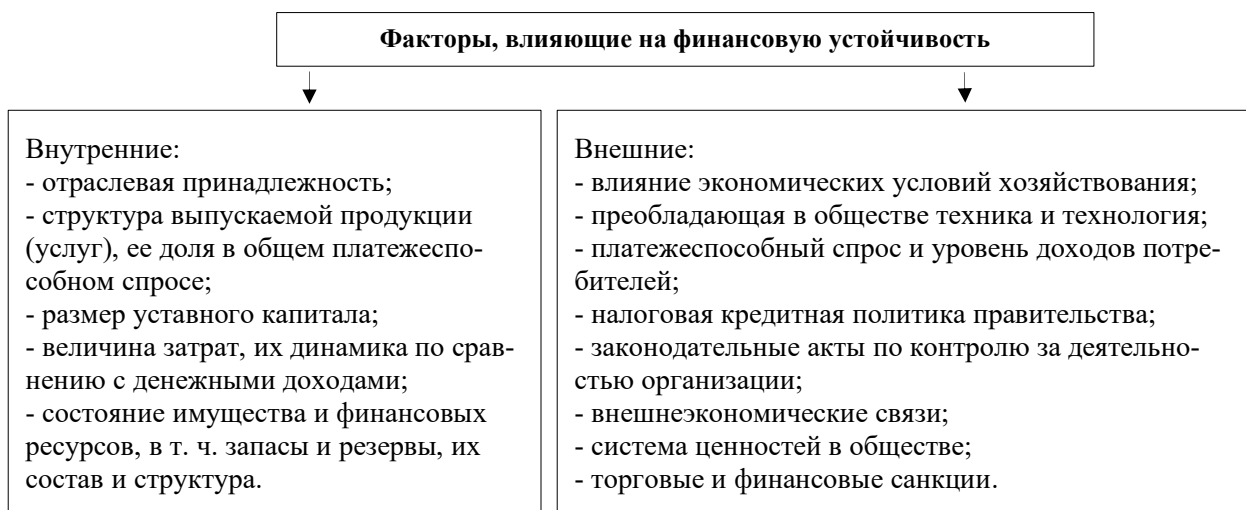 Факторы, влияющие на финансовую устойчивость
Внутренние:
- отраслевая принадлежность;
- структура выпускаемой продукции
(услуг), ее доля в общем платежеспо-
собном спросе;
- размер уставного капитала;
- величина затрат, их динамика по срав-
нению с денежными доходами;
- состояние имущества и финансовых
ресурсов, в т. ч. запасы и резервы, их
состав и структура.
Внешние:
- влияние экономических условий хозяйствования;
- преобладающая в обществе техника и технология;
- платежеспособный спрос и уровень доходов потре-
бителей;
- налоговая кредитная политика правительства;
- законодательные акты по контролю за деятельно-
стью организации;
- внешнеэкономические связи;
- система ценностей в обществе;
- торговые и финансовые санкции.